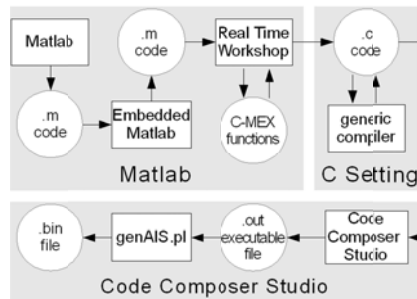 Matlab
.m
code
Embedded
Matlab
.m
code
Real Time
Workshop
C-MEX
functions
Matlab
.c
code
generic
compiler
C Setting
.bin
file
genAIS.pl
.out
executable
file
Code
Composer
Studio
Code Composer Studio